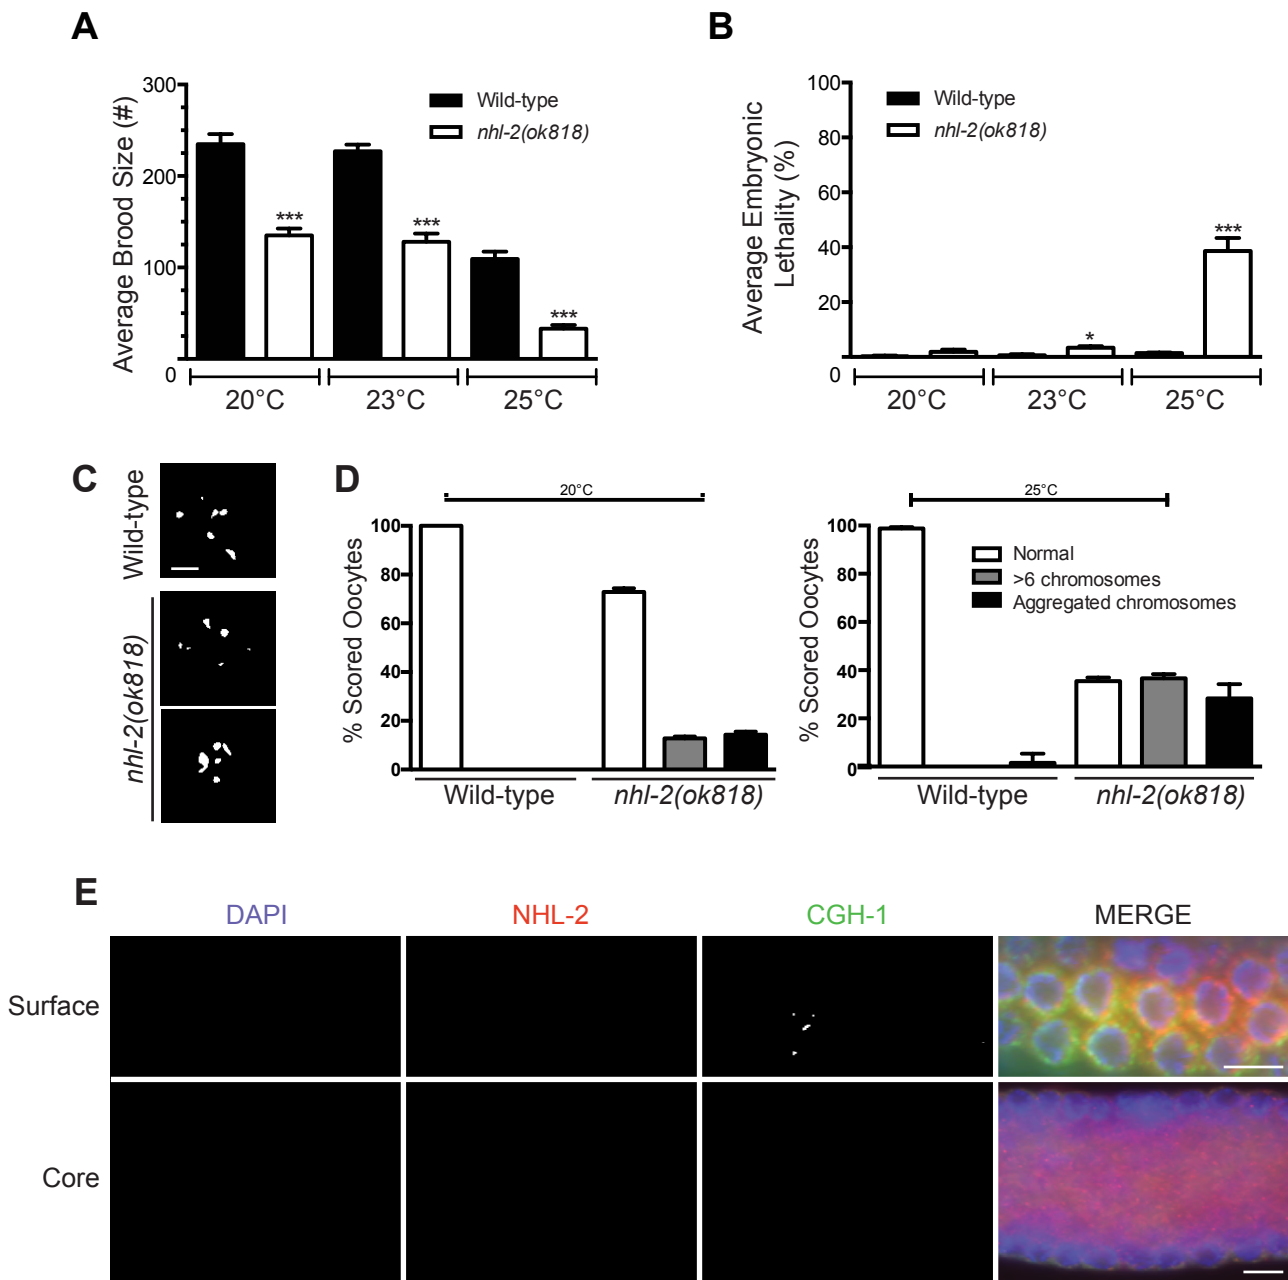 A
Average Brood Size (#)
300
200
100
0
Wild-type
nhl-2(ok818)
***
***
***
20°C
23°C
25°C
B
Average Embryonic
Lethality (%)
100
80
60
40
20
0
Wild-type
nhl-2(ok818)
*
***
20°C
23°C
25°C
C
Wild-type
nhl-2(ok818)
D
20°C
% Scored Oocytes
100
80
60
40
20
0
Wild-type
nhl-2(ok818)
25°C
% Scored Oocytes
100
80
60
40
20
0
Normal
>6 chromosomes
Aggregated chromosomes
Wild-type
nhl-2(ok818)
E
DAPI
NHL-2
CGH-1
MERGE
Surface
Core